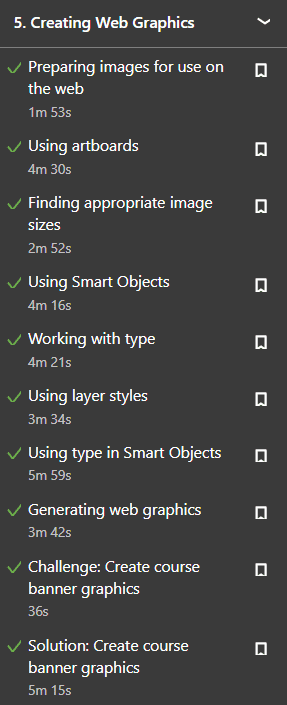 5. Creating Web Graphics
Preparing images for use on
the web
1m 53s
Using artboards
4m 30s
Finding appropriate image
sizes
2m 52s
Using Smart Objects
4m 16s
Working with type
4m 21s
Using layer styles
3m 34s
Using type in Smart Objects
5m 59s
Generating web graphics
3m 42s
Challenge: Create course
banner graphics
36s
Solution: Create course
banner graphics
5m 15s